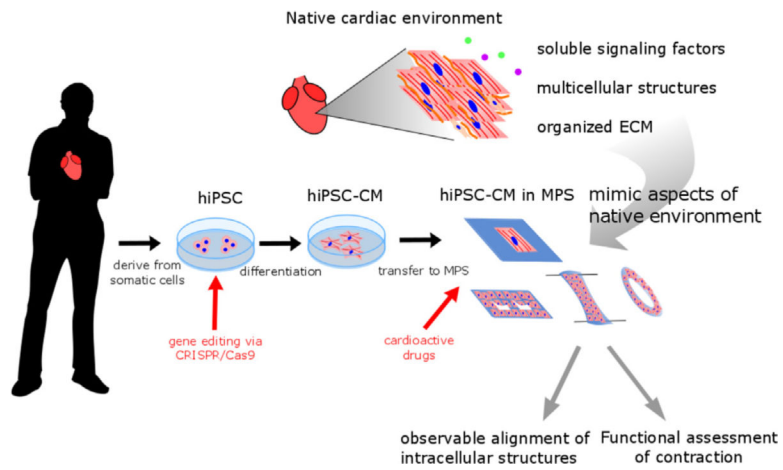 Native cardiac environment
soluble signaling factors
multicellular structures
organized ECM
hiPSC
hiPSC-CM
hiPSC-CM in MPS
mimic aspects of
native environment
derive from
somatic cells
differentiation
transfer to MPS
gene editing via
CRISPR/Cas9
cardioactive
drugs
observable alignment of
intracellular structures
Functional assessment
of contraction